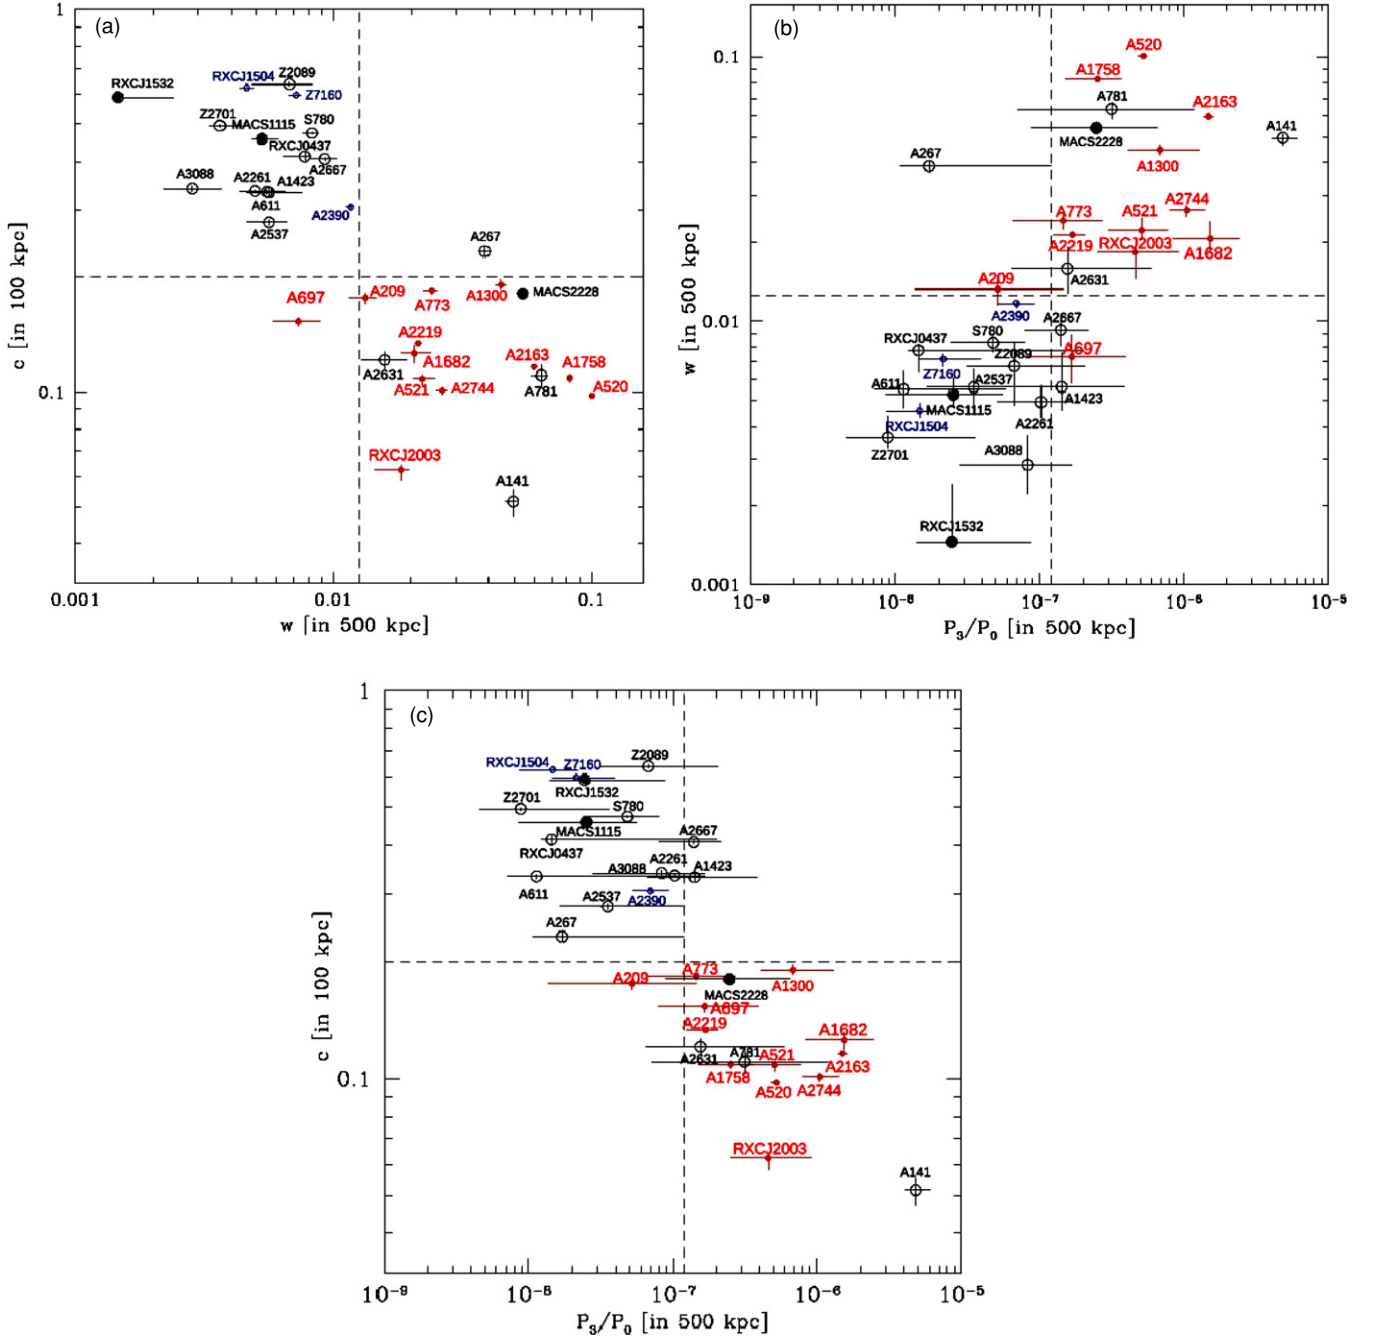 (a)
1
RXCJ1532
RXCJ1504
Z2089
Z7160
Z2701
MACS1115
S780
RXCJ0437
A2667
A3088
A2261
A1423
A611
A2390
A2537
A267
A697
A209
A773
A1300
MACS2228
A2219
A1682
A2631
A521
A2744
A2163
A781
A1758
A520
RXCJ2003
A141
0.1
c [in 100 kpc]
0.001
0.01
0.1
w [in 500 kpc]
(b)
0.1
A520
A1758
A781
A2163
MACS2228
A141
A267
A1300
A2744
A773
A521
A2219
RXCJ2003
A1682
A2631
A209
0.01
A2390
A2667
S780
RXCJ0437
A697
Z2089
Z7160
A611
A2537
MACS1115
A1423
A2261
RXCJ1504
Z2701
A3088
RXCJ1532
0.001
w [in 500 kpc]
10⁻⁹
10⁻⁸
10⁻⁷
10⁻⁶
10⁻⁵
P₃/P₀ [in 500 kpc]
(c)
1
Z2089
RXCJ1504
Z7160
RXCJ1532
Z2701
S780
MACS1115
A2667
RXCJ0437
A2261
A3088
A1423
A611
A2537
A2390
A267
A773
A209
A1300
MACS2228
A697
A2219
A1682
A2631
A781
A521
A2163
A1758
A520
A2744
RXCJ2003
A141
0.1
c [in 100 kpc]
10⁻⁹
10⁻⁸
10⁻⁷
10⁻⁶
10⁻⁵
P₃/P₀ [in 500 kpc]